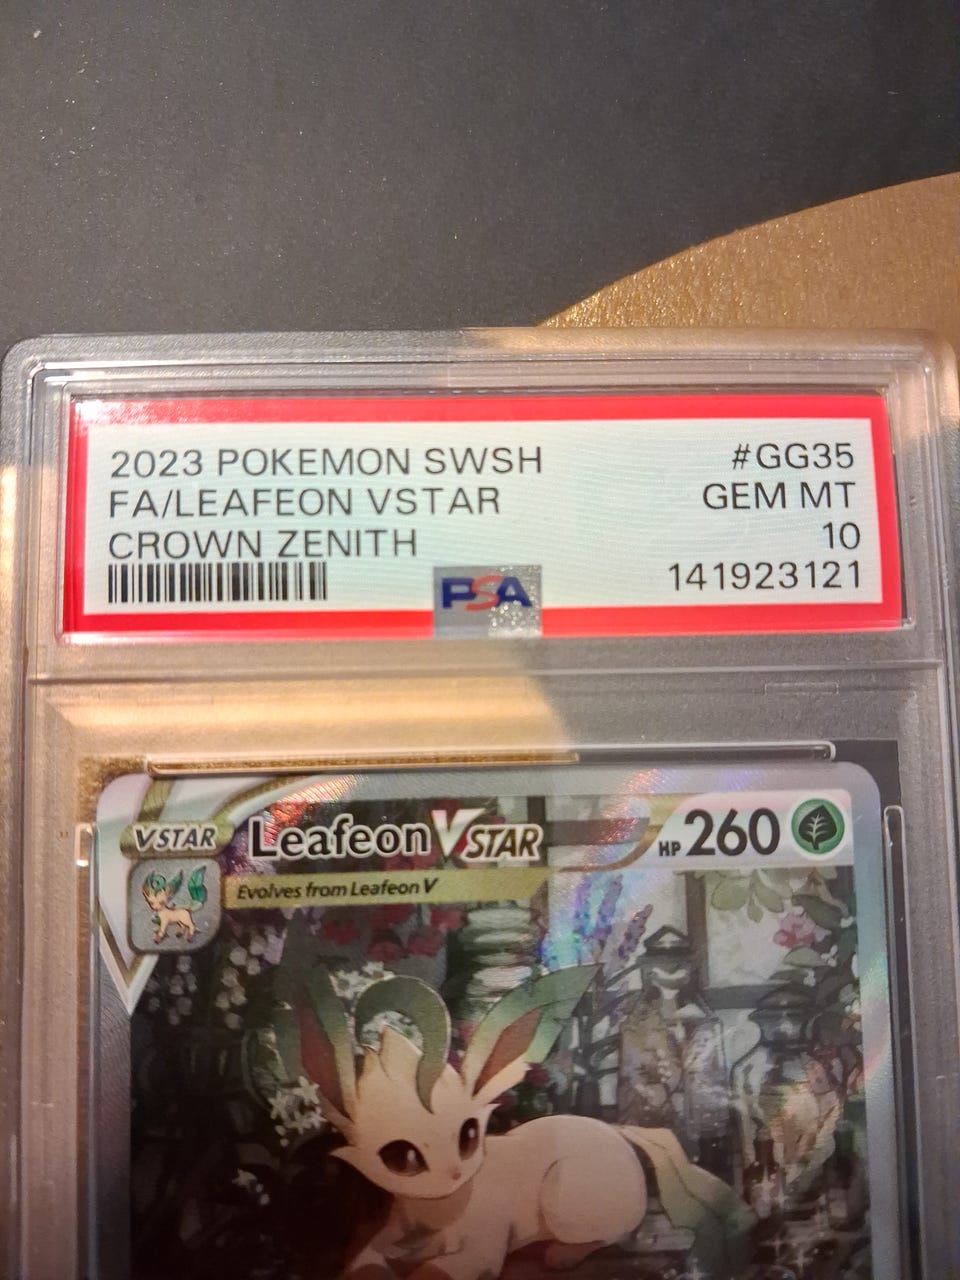 2023 POKEMON SWSH #GG35
FA/LEAFEON VSTAR GEM MT
CROWN ZENITH 10
141923121
PSA
VSTAR Leafeon VSTAR HP 260
Evolves from Leafeon V